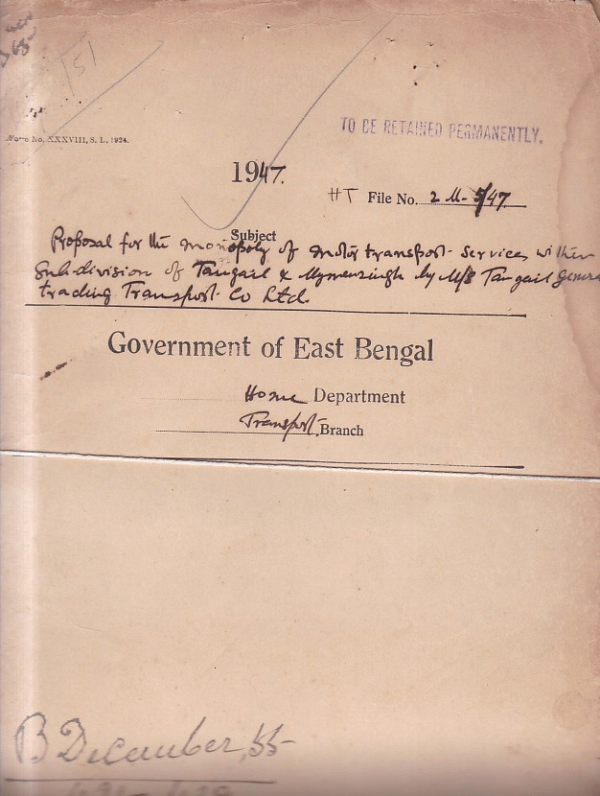 151
Form No. XXXVIII, S. L., 1924.
TO BE RETAINED PERMANENTLY.
1947.
HT File No. 2 M-5/47
Subject
Proposal for the monopoly of motor transport services within
Sub-division of Tangail & Mymensingh by M/S Tangail General
trading Transport Co Ltd.
Government of East Bengal
Home Department
Transport Branch
B December, 55-